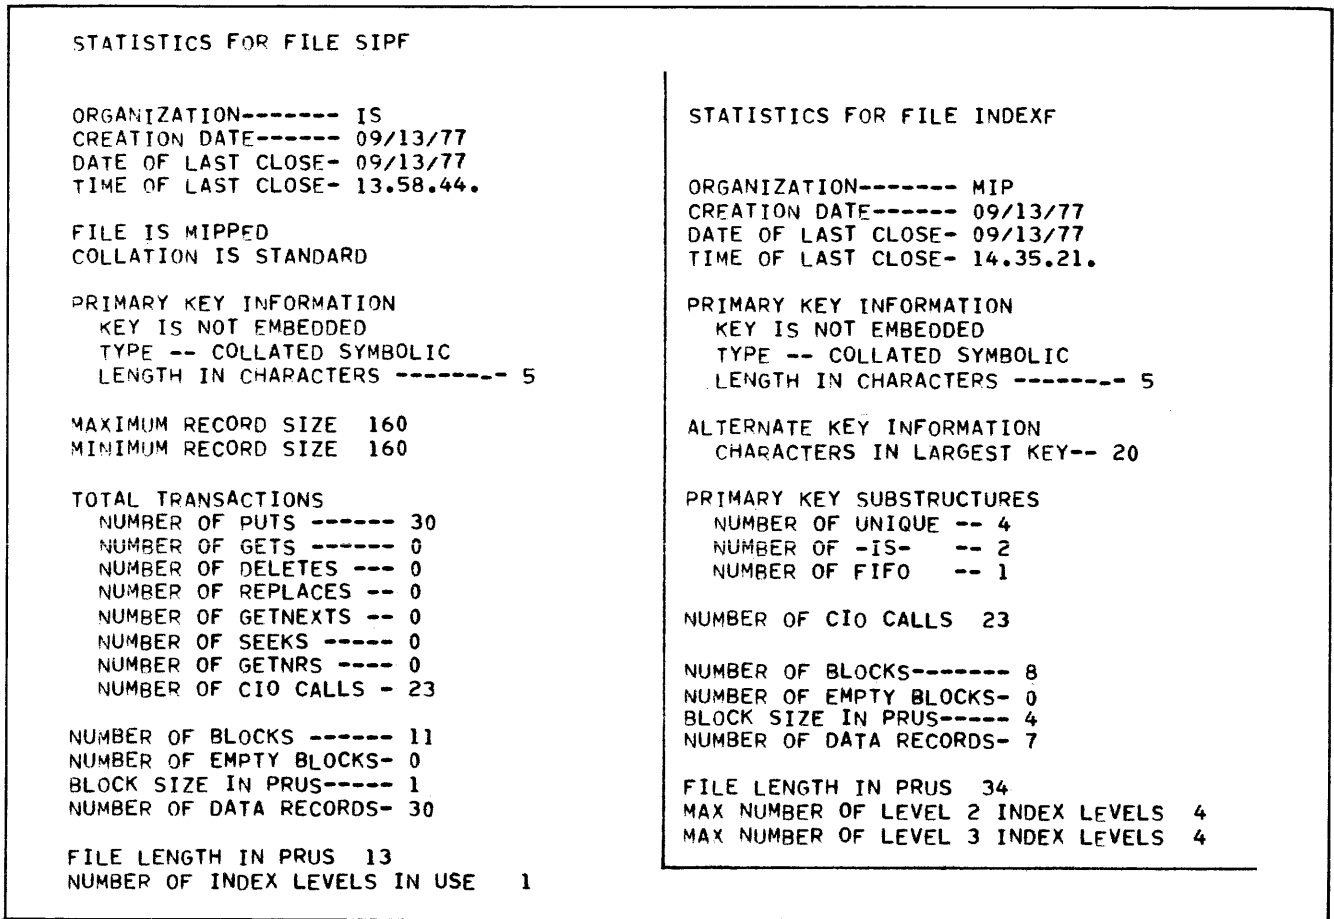 STATISTICS FOR FILE SIPF
ORGANIZATION------- IS
CREATION DATE------ 09/13/77
DATE OF LAST CLOSE- 09/13/77
TIME OF LAST CLOSE- 13.58.44.
FILE IS MIPPED
COLLATION IS STANDARD
PRIMARY KEY INFORMATION
KEY IS NOT EMBEDDED
TYPE -- COLLATED SYMBOLIC
LENGTH IN CHARACTERS -------- 5
MAXIMUM RECORD SIZE 160
MINIMUM RECORD SIZE 160
TOTAL TRANSACTIONS
NUMBER OF PUTS ------ 30
NUMBER OF GETS ------ 0
NUMBER OF DELETES --- 0
NUMBER OF REPLACES -- 0
NUMBER OF GETNEXTS -- 0
NUMBER OF SEEKS ----- 0
NUMBER OF GETNRS ---- 0
NUMBER OF CIO CALLS - 23
NUMBER OF BLOCKS ------ 11
NUMBER OF EMPTY BLOCKS- 0
BLOCK SIZE IN PRUS----- 1
NUMBER OF DATA RECORDS- 30
FILE LENGTH IN PRUS 13
NUMBER OF INDEX LEVELS IN USE 1
STATISTICS FOR FILE INDEXF
ORGANIZATION------- MIP
CREATION DATE------ 09/13/77
DATE OF LAST CLOSE- 09/13/77
TIME OF LAST CLOSE- 14.35.21.
PRIMARY KEY INFORMATION
KEY IS NOT EMBEDDED
TYPE -- COLLATED SYMBOLIC
LENGTH IN CHARACTERS -------- 5
ALTERNATE KEY INFORMATION
CHARACTERS IN LARGEST KEY-- 20
PRIMARY KEY SUBSTRUCTURES
NUMBER OF UNIQUE -- 4
NUMBER OF -IS- -- 2
NUMBER OF FIFO -- 1
NUMBER OF CIO CALLS 23
NUMBER OF BLOCKS------- 8
NUMBER OF EMPTY BLOCKS- 0
BLOCK SIZE IN PRUS----- 4
NUMBER OF DATA RECORDS- 7
FILE LENGTH IN PRUS 34
MAX NUMBER OF LEVEL 2 INDEX LEVELS 4
MAX NUMBER OF LEVEL 3 INDEX LEVELS 4